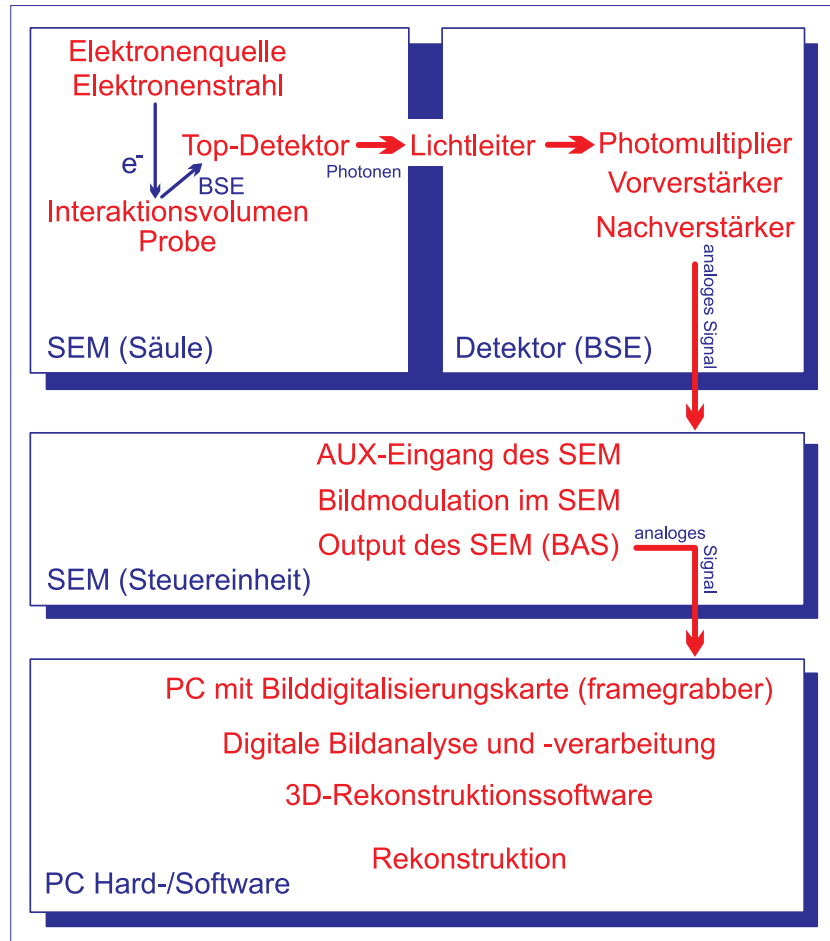 Elektronenquelle
Elektronenstrahl
e-
BSE
Top-Detektor
Photonen
Interaktionsvolumen
Probe
SEM (Säule)
Lichtleiter
Photomultiplier
Vorverstärker
Nachverstärker
analoges Signal
Detektor (BSE)
AUX-Eingang des SEM
Bildmodulation im SEM
Output des SEM (BAS)
analoges
Signal
SEM (Steuereinheit)
PC mit Bilddigitalisierungskarte (framegrabber)
Digitale Bildanalyse und -verarbeitung
3D-Rekonstruktionssoftware
Rekonstruktion
PC Hard-/Software